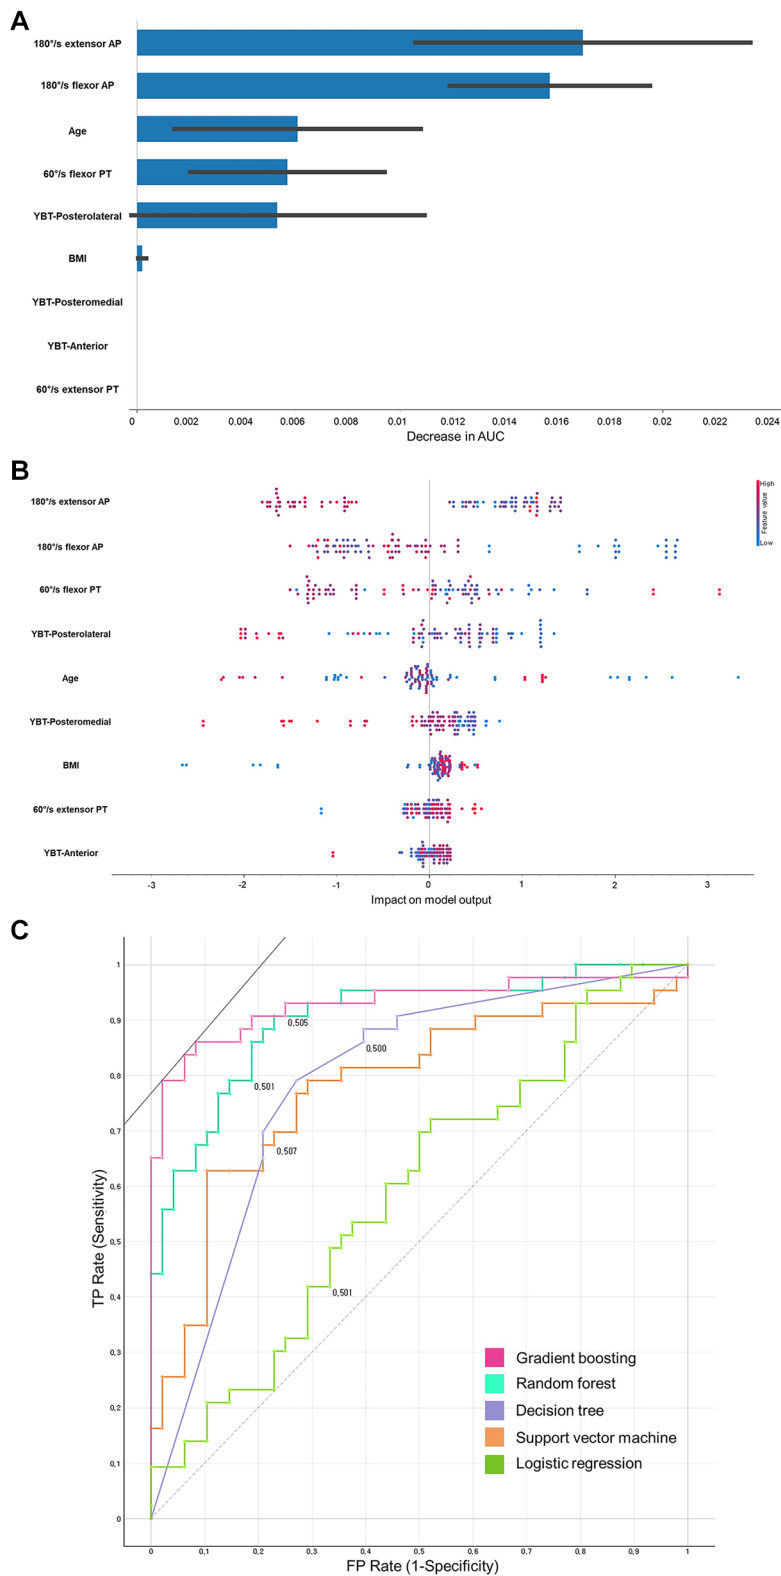 A
180°/s extensor AP
180°/s flexor AP
Age
60°/s flexor PT
YBT-Posterolateral
BMI
YBT-Posteromedial
YBT-Anterior
60°/s extensor PT
0 0.002 0.004 0.006 0.008 0.01 0.012 0.014 0.016 0.018 0.02 0.022 0.024
Decrease in AUC
B
180°/s extensor AP
180°/s flexor AP
60°/s flexor PT
YBT-Posterolateral
Age
YBT-Posteromedial
BMI
60°/s extensor PT
YBT-Anterior
High
Feature value
Low
-3 -2 -1 0 1 2 3
Impact on model output
C
1
0,9
0,8
0,7
0,6
0,5
0,4
0,3
0,2
0,1
0
TP Rate (Sensitivity)
0,505
0,500
0,501
0,507
0,501
Gradient boosting
Random forest
Decision tree
Support vector machine
Logistic regression
0 0,1 0,2 0,3 0,4 0,5 0,6 0,7 0,8 0,9 1
FP Rate (1-Specificity)